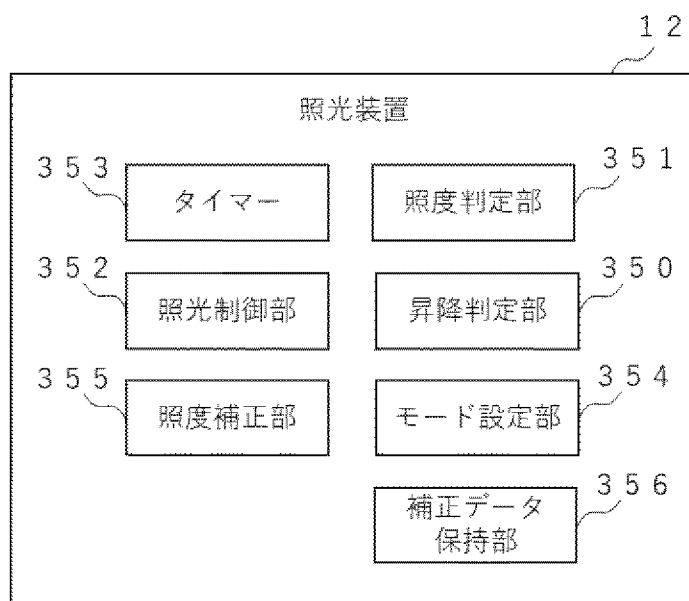 １２
照光装置
３５３
タイマー
照度判定部
３５１
３５２
照光制御部
昇降判定部
３５０
３５５
照度補正部
モード設定部
３５４
補正データ
保持部
３５６